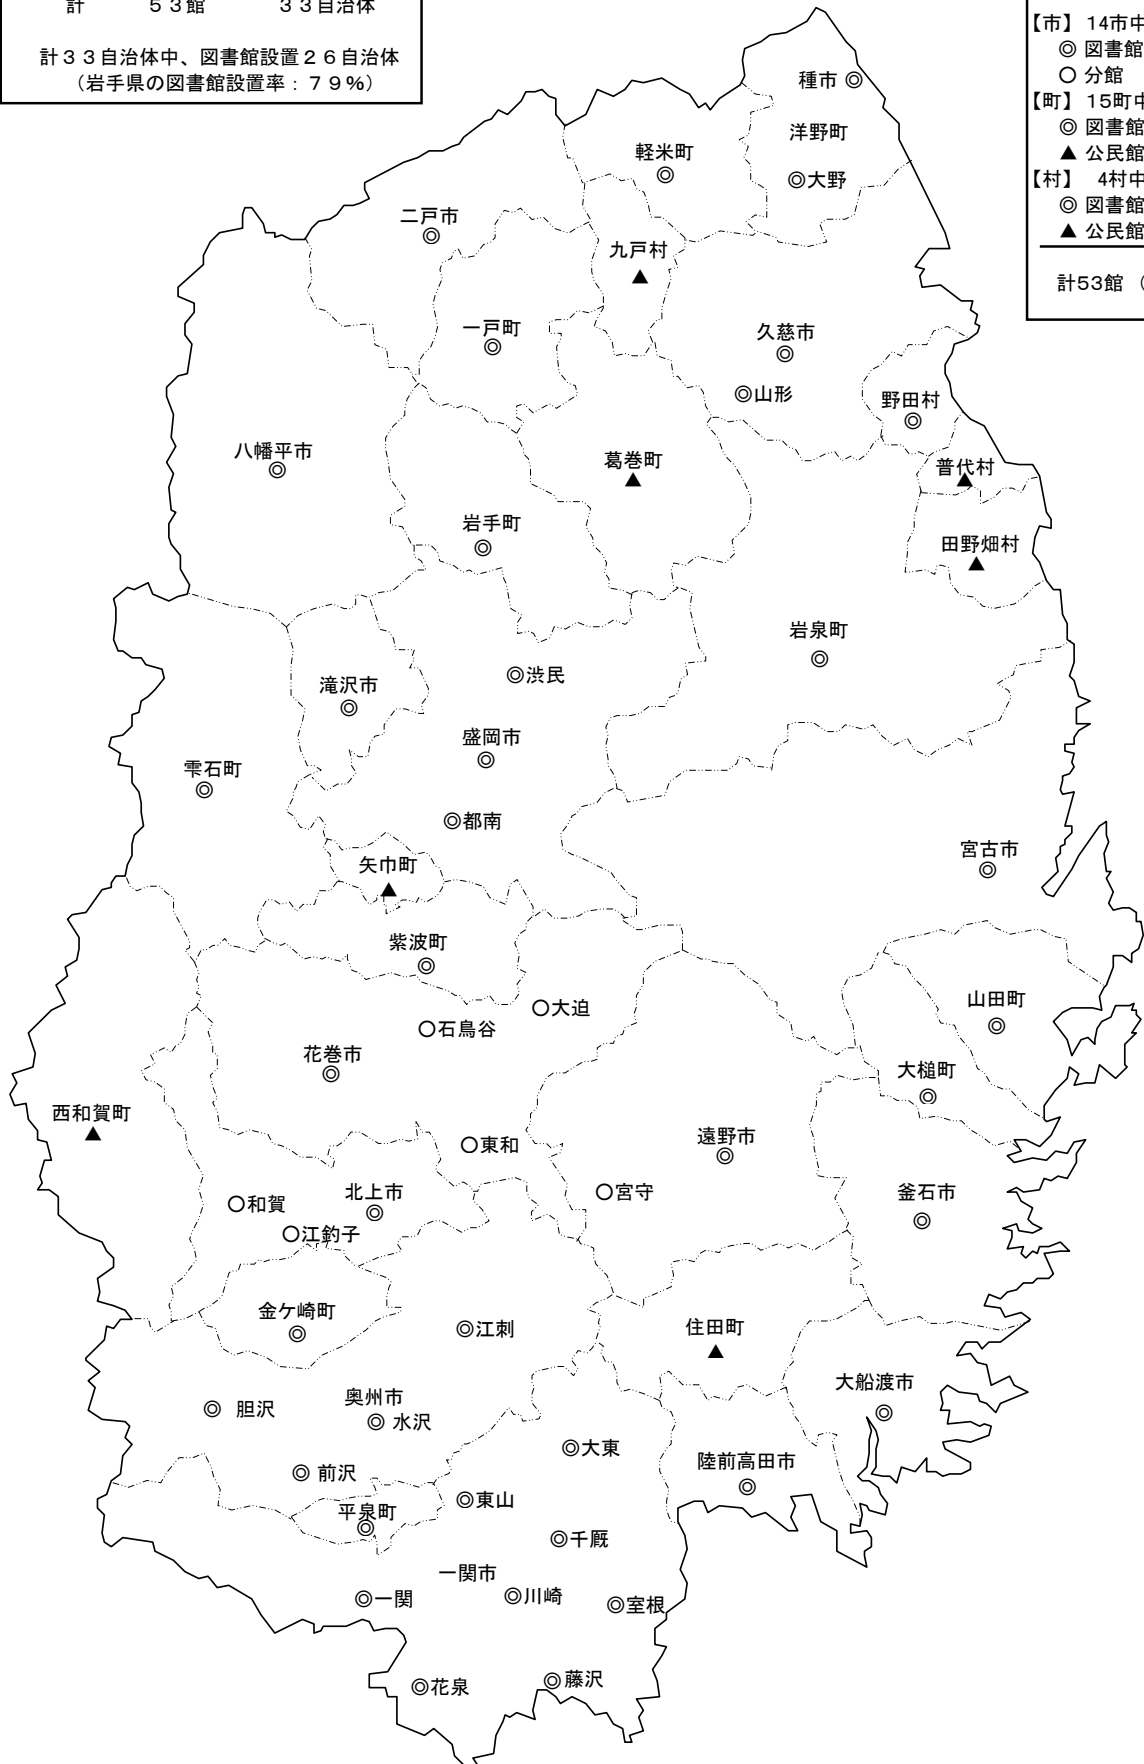 計 ５３館 ３３自治体
計３３自治体中、図書館設置２６自治体
（岩手県の図書館設置率：７９%）
【市】 14市中
◎ 図書館
○ 分館
【町】 15町中
◎ 図書館
▲ 公民館
【村】 4村中
◎ 図書館
▲ 公民館
計53館（
種市 ◎
洋野町
◎大野
軽米町
◎
二戸市
◎
九戸村
▲
一戸町
◎
久慈市
◎
◎山形
野田村
◎
八幡平市
◎
葛巻町
▲
普代村
▲
岩手町
◎
田野畑村
▲
岩泉町
◎
◎渋民
滝沢市
◎
盛岡市
◎
雫石町
◎
◎都南
矢巾町
▲
宮古市
◎
紫波町
◎
山田町
◎
○大迫
○石鳥谷
花巻市
◎
大槌町
◎
西和賀町
▲
○東和
遠野市
◎
○宮守
釜石市
◎
○和賀
北上市
◎
○江釣子
金ケ崎町
◎
◎江刺
住田町
▲
大船渡市
◎
◎ 胆沢
奥州市
◎ 水沢
◎大東
陸前高田市
◎
◎ 前沢
平泉町
◎
◎東山
◎千厩
一関市
◎一関
◎川崎
◎室根
◎花泉
◎藤沢